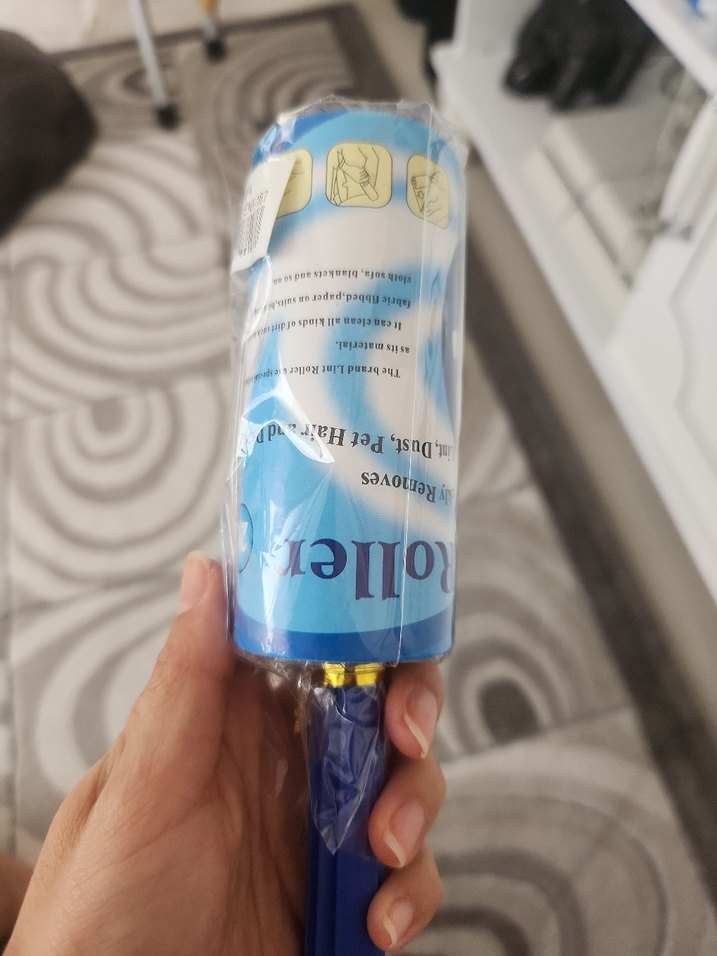 Roller
Removes
Dust, Pet Hair and
The brand Lint Roller use
as its material.
It can clean all kinds of dirt
fabric fibbed,paper on suits,
cloth sofa, blankets and so on